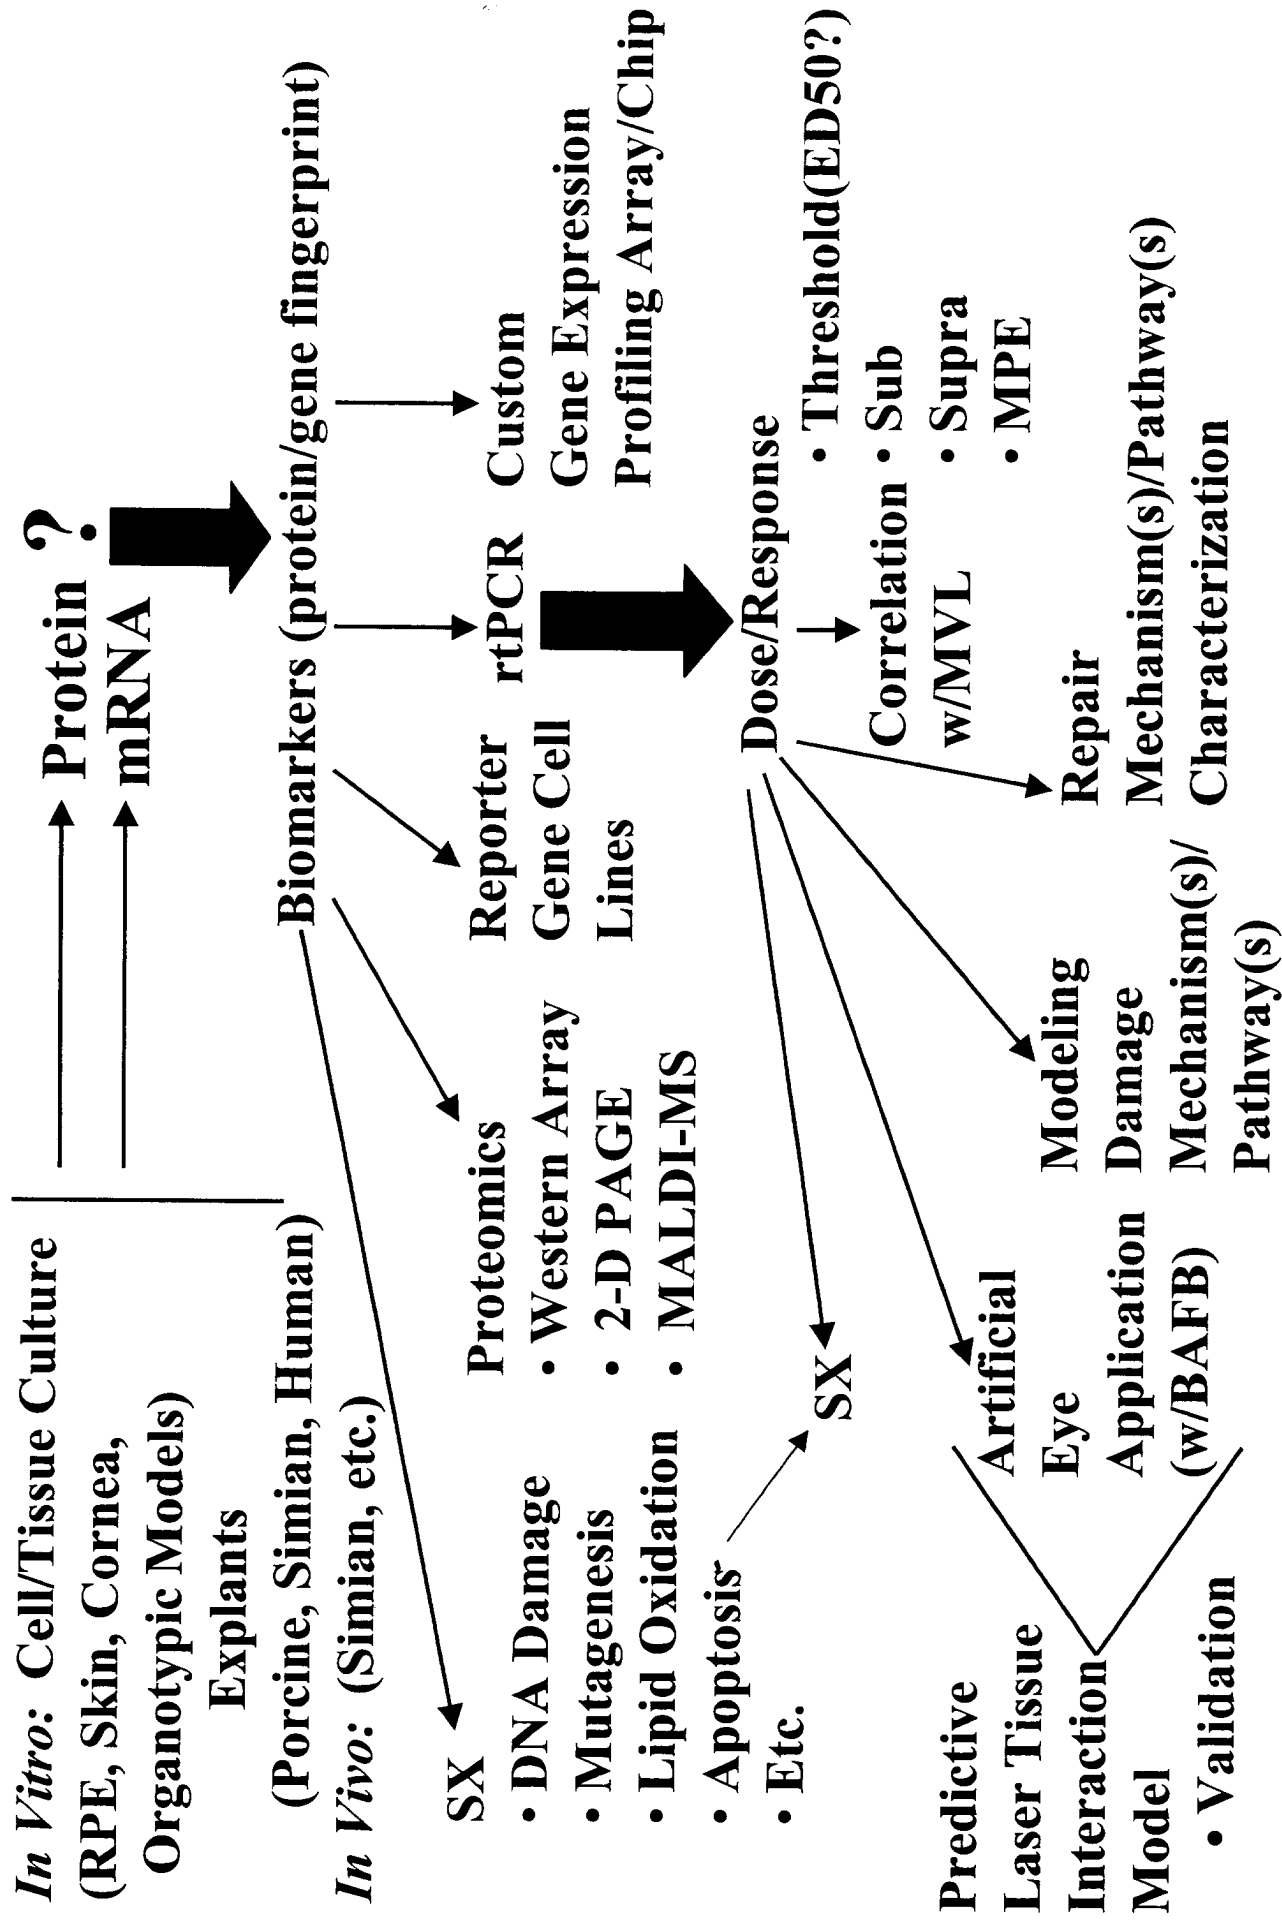 In Vitro: Cell/Tissue Culture
(RPE, Skin, Cornea,
Organotypic Models)
Explants
(Porcine, Simian, Human)
In Vivo: (Simian, etc.)
Protein
mRNA
?
Biomarkers (protein/gene fingerprint)
SX
• DNA Damage
• Mutagenesis
• Lipid Oxidation
• Apoptosis
• Etc.
Proteomics
• Western Array
• 2-D PAGE
• MALDI-MS
Reporter
Gene Cell
Lines
rtPCR
Custom
Gene Expression
Profiling Array/Chip
Dose/Response
SX
Artificial
Eye
Application
(w/BAFB)
Modeling
Damage
Mechanism(s)/
Pathway(s)
Repair
Mechanism(s)/Pathway(s)
Characterization
Correlation
w/MVL
• Threshold(ED50?)
• Sub
• Supra
• MPE
Predictive
Laser Tissue
Interaction
Model
• Validation